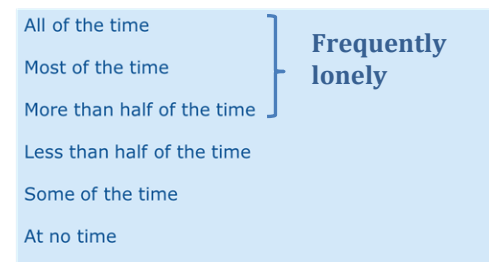 All of the time
Most of the time
More than half of the time
Frequently
lonely
Less than half of the time
Some of the time
At no time